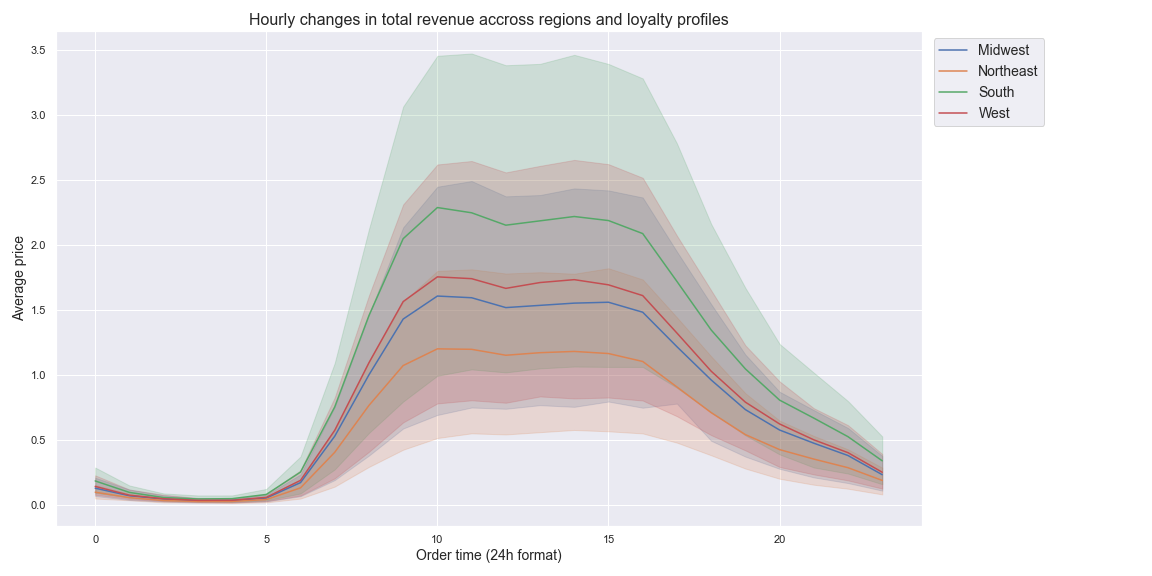 Hourly changes in total revenue accross regions and loyalty profiles
Midwest
Northeast
South
West
Average price
3.5
3.0
2.5
2.0
1.5
1.0
0.5
0.0
0 5 10 15 20
Order time (24h format)